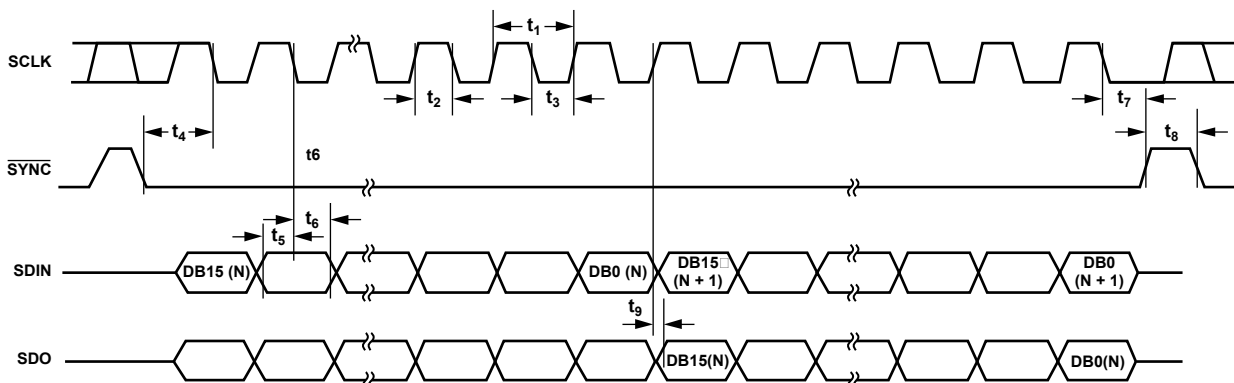 t1
SCLK
t2
t3
t7
t4
t8
t6
SYNC
t6
t5
SDIN
DB15 (N)
DB0 (N)
DB15□
(N + 1)
DB0
(N + 1)
t9
SDO
DB15(N)
DB0(N)